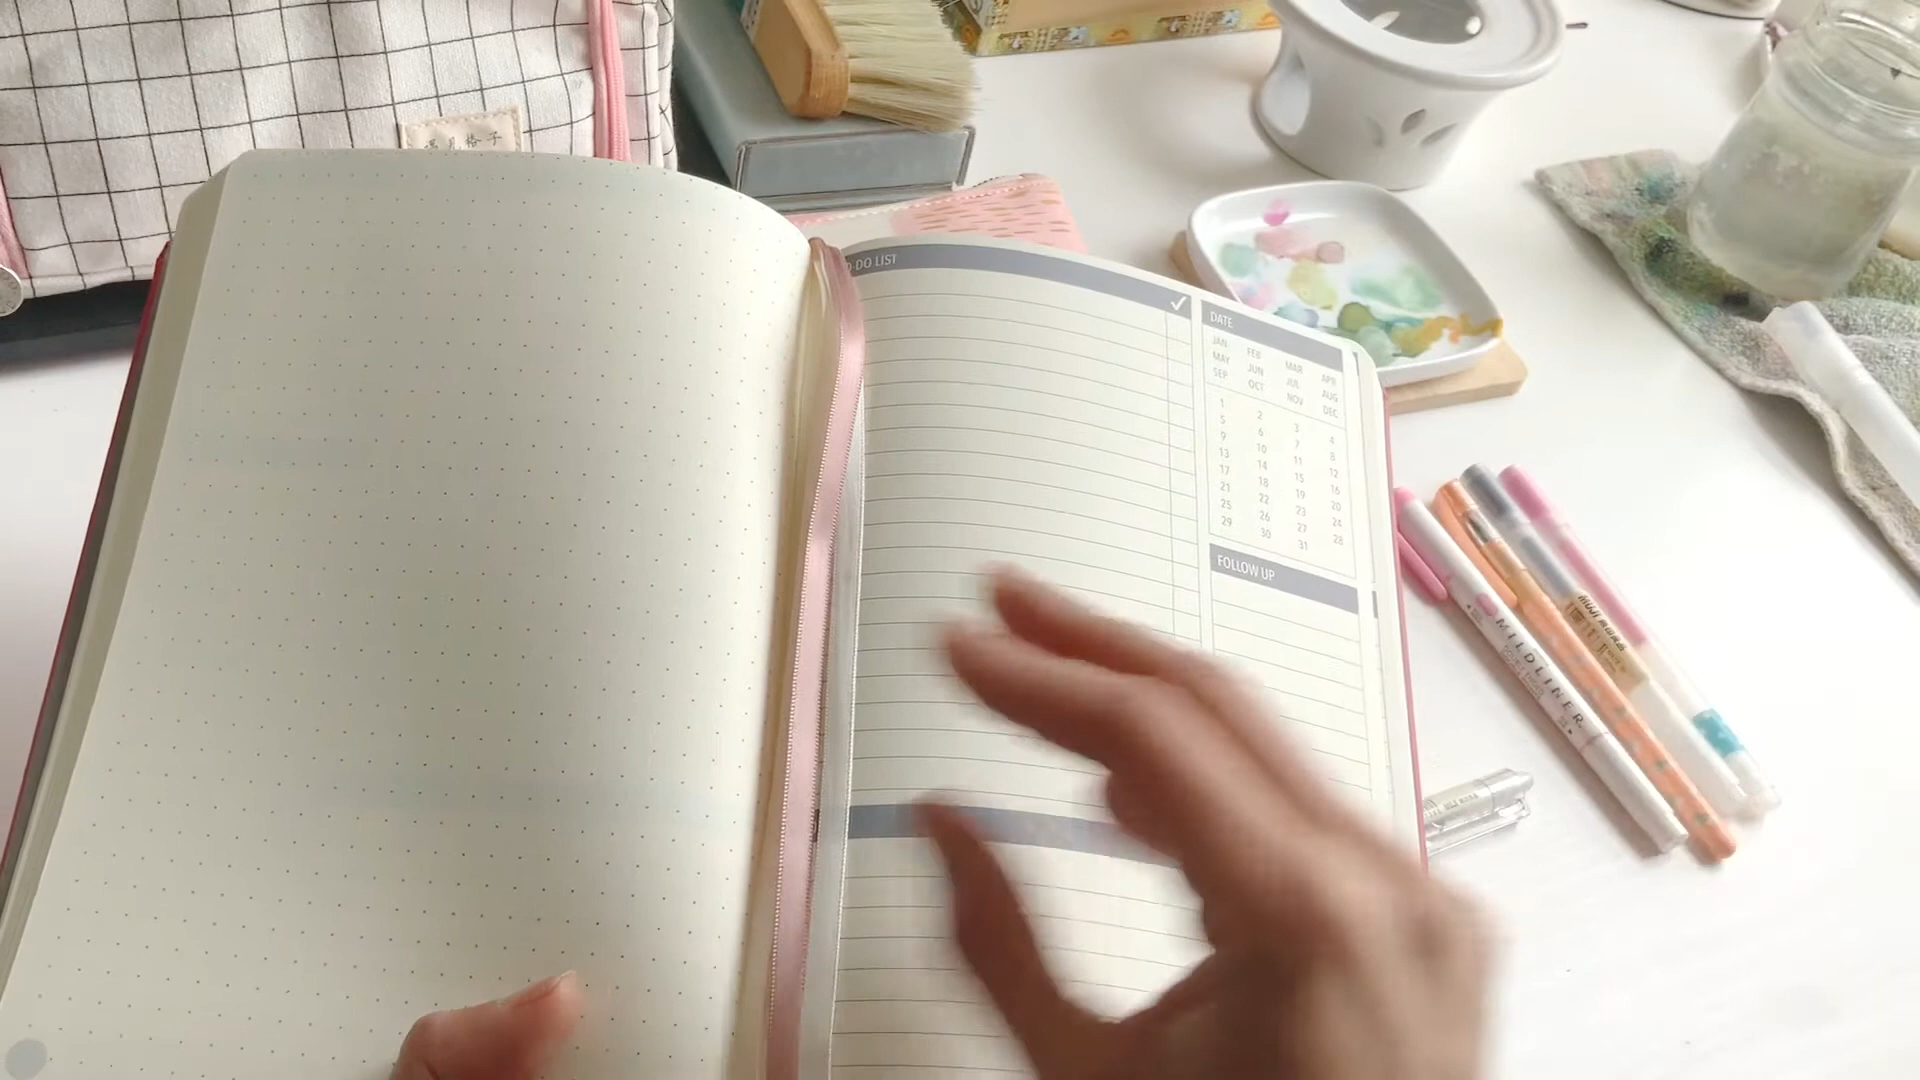 格子
DO LIST
✓
DATE
JAN FEB MAR APR
MAY JUN JUL AUG
SEP OCT NOV DEC
1 2 3 4
5 6 7 8
9 10 11 12
13 14 15 16
17 18 19 20
21 22 23 24
25 26 27 28
29 30 31
FOLLOW UP
MILDLINER